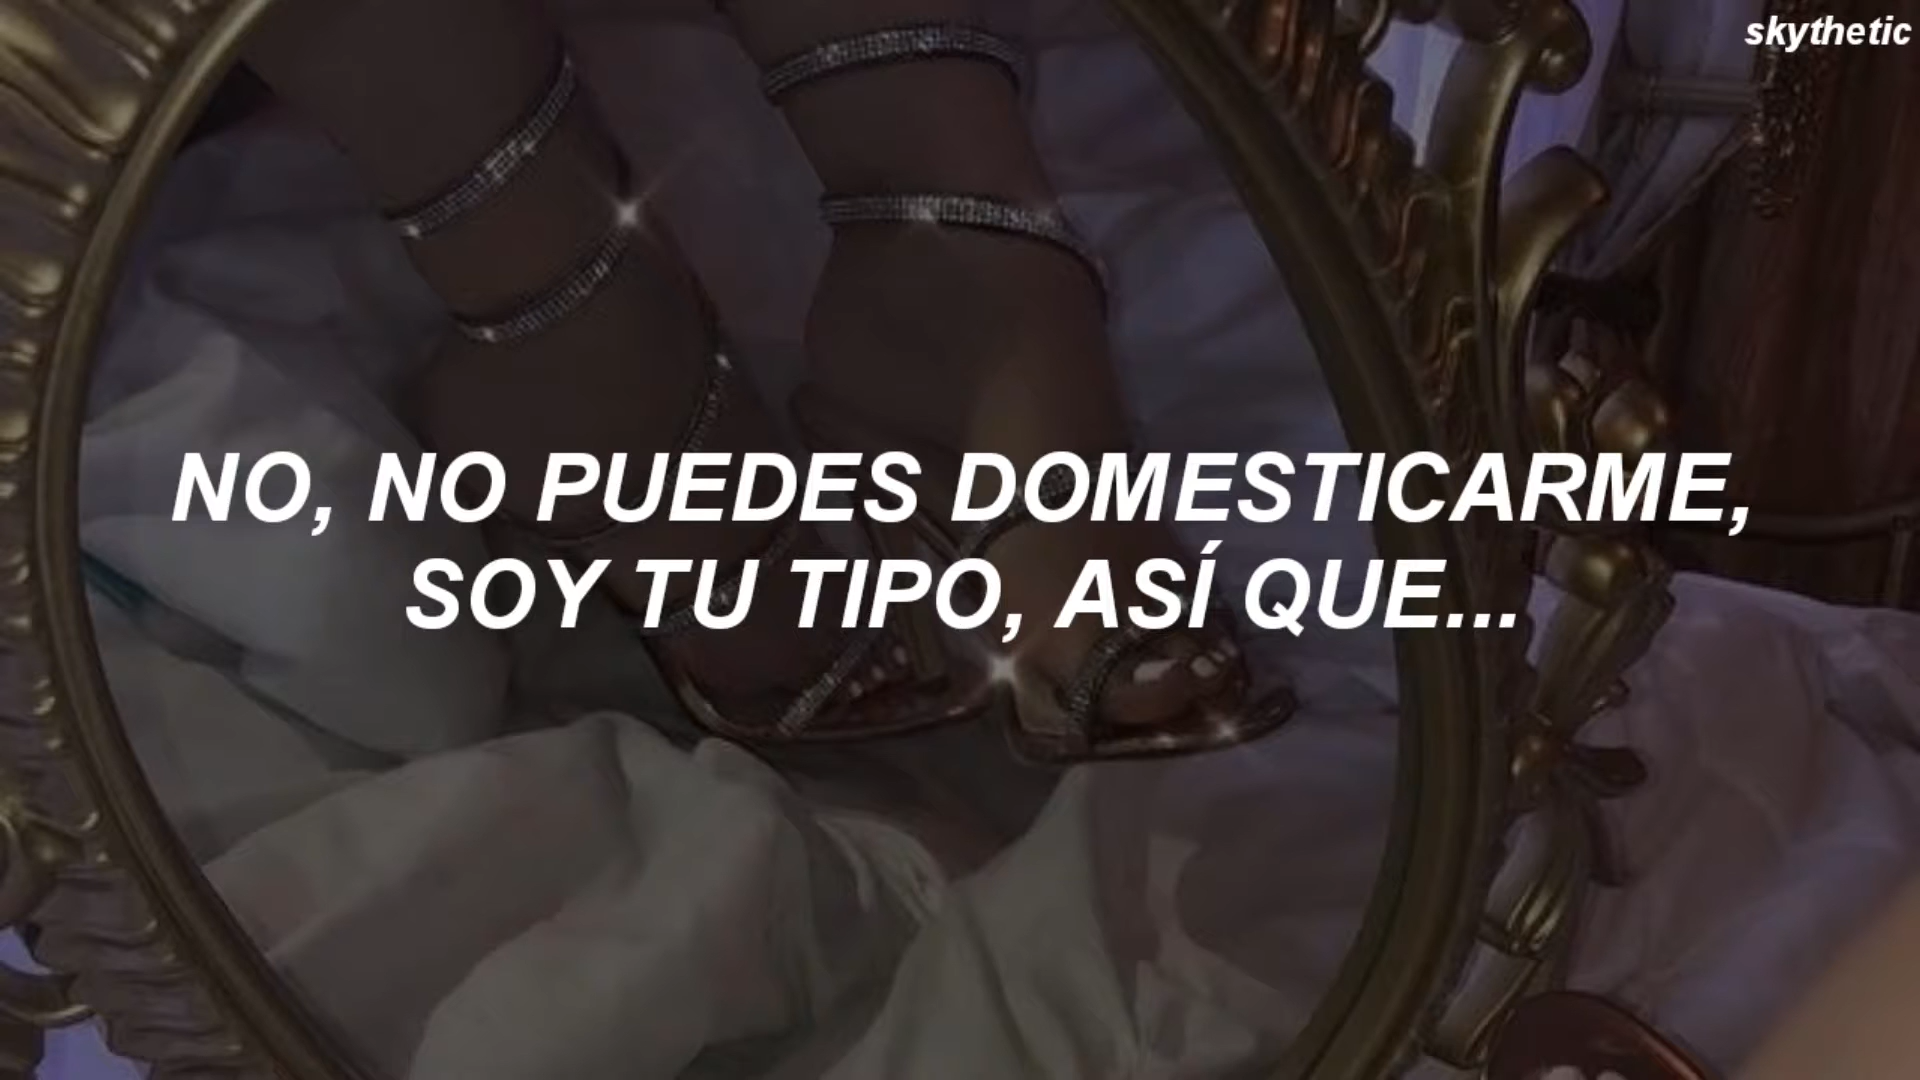 skythetic
NO, NO PUEDES DOMESTICARME,
SOY TU TIPO, ASÍ QUE...